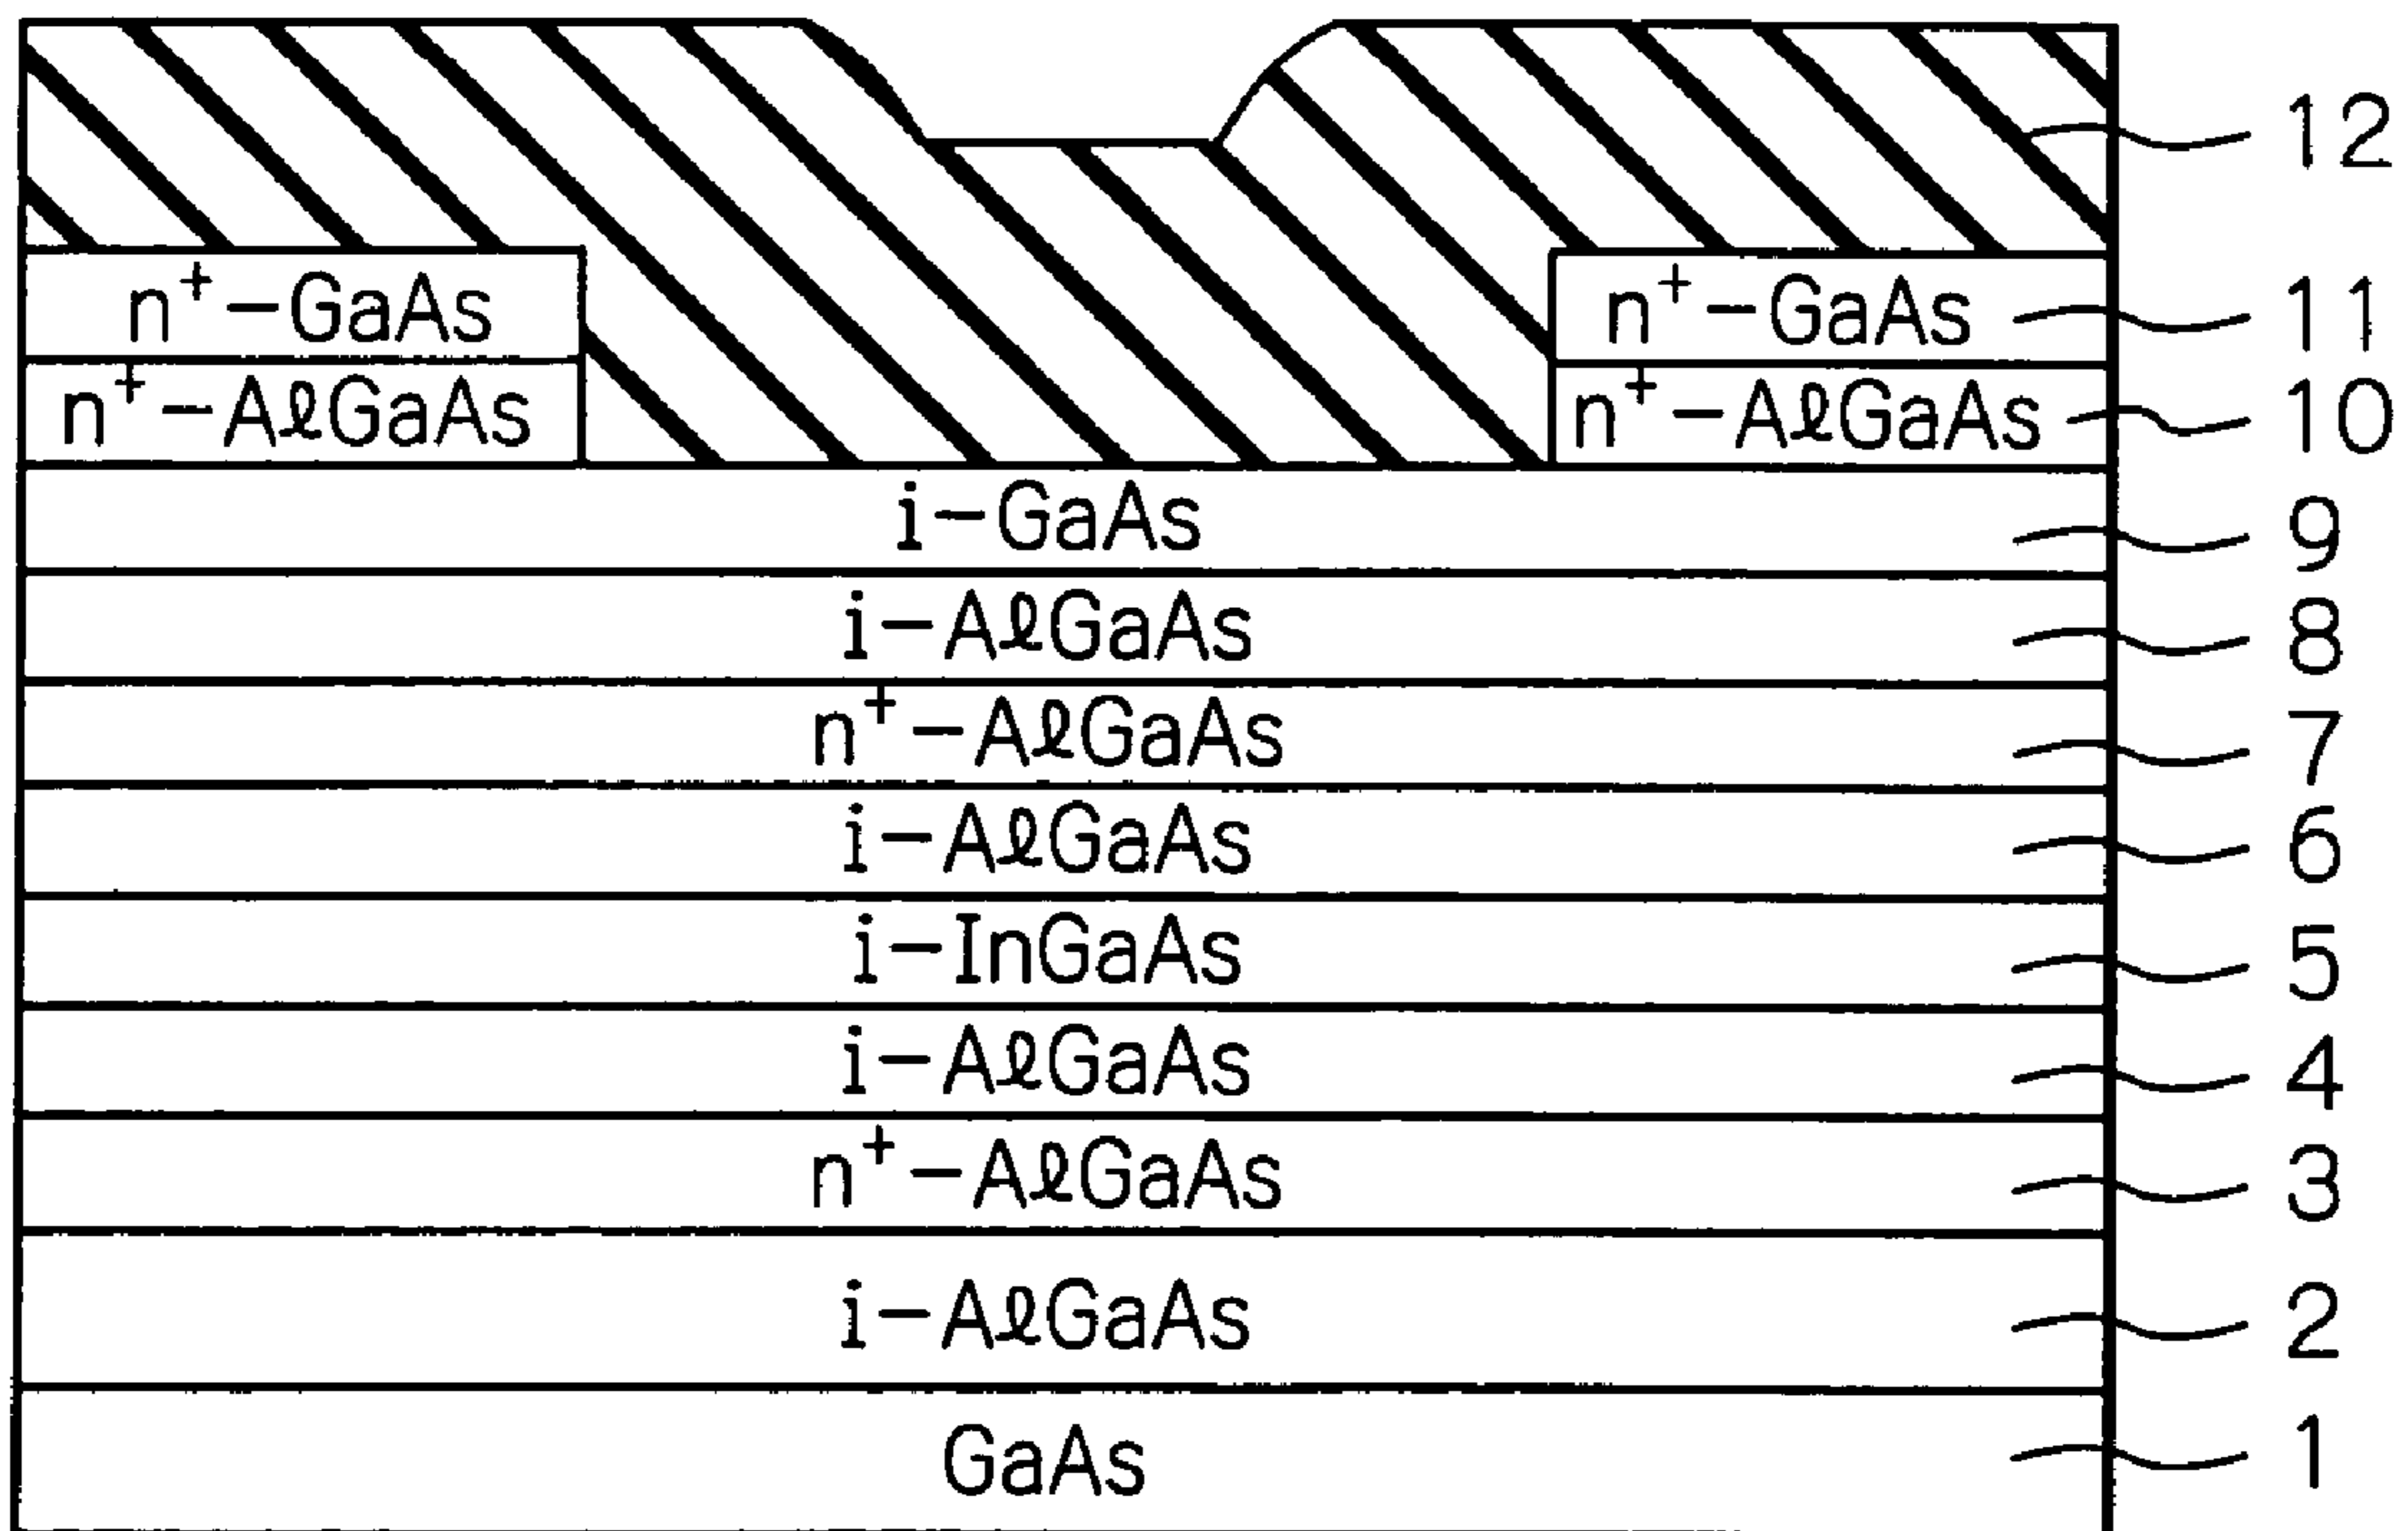 12
n⁺-GaAs n⁺-GaAs 11
n⁺-AℓGaAs n⁺-AℓGaAs 10
i-GaAs 9
i-AℓGaAs 8
n⁺-AℓGaAs 7
i-AℓGaAs 6
i-InGaAs 5
i-AℓGaAs 4
n⁺-AℓGaAs 3
i-AℓGaAs 2
GaAs 1